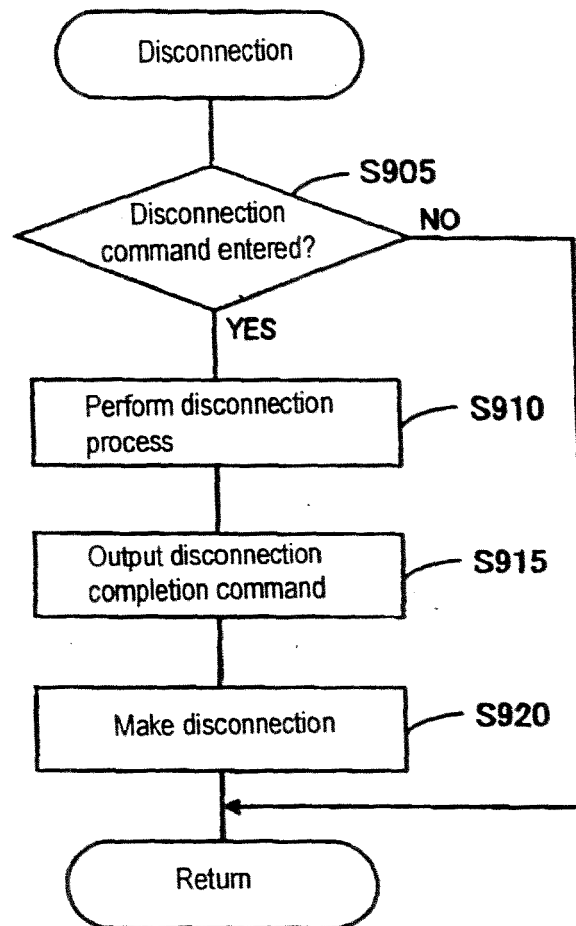 Disconnection
S905
Disconnection
command entered?
NO
YES
Perform disconnection
process
S910
Output disconnection
completion command
S915
Make disconnection
S920
Return